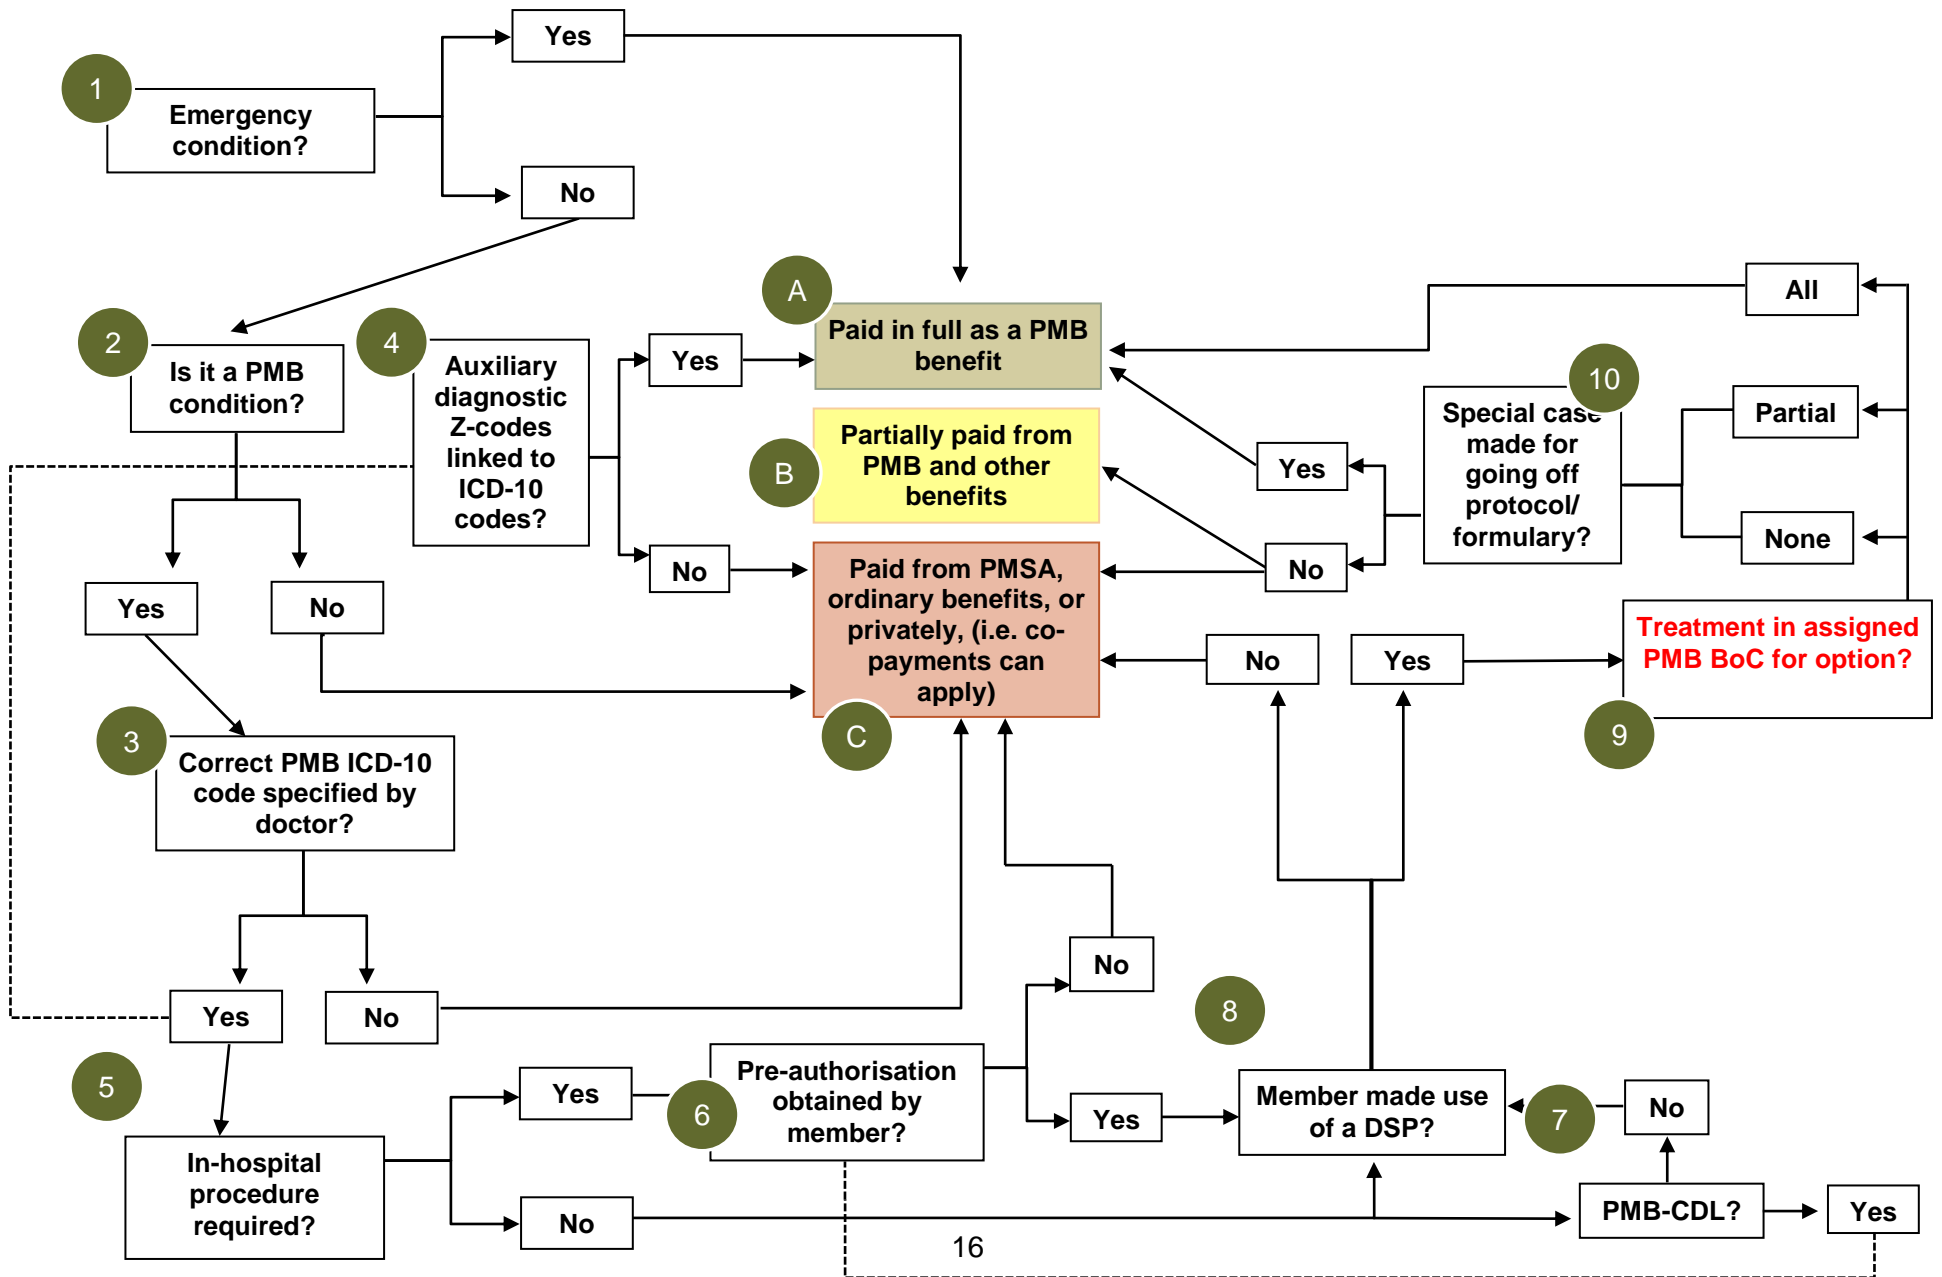 1
Emergency
condition?
Yes
No
2
Is it a PMB
condition?
Yes
No
3
Correct PMB ICD-10
code specified by
doctor?
Yes
No
4
Auxiliary
diagnostic
Z-codes
linked to
ICD-10
codes?
Yes
No
A
Paid in full as a PMB
benefit
B
Partially paid from
PMB and other
benefits
C
Paid from PMSA,
ordinary benefits, or
privately, (i.e. co-
payments can
apply)
5
In-hospital
procedure
required?
Yes
No
6
Pre-authorisation
obtained by
member?
No
Yes
7
PMB-CDL?
No
Yes
8
Member made use
of a DSP?
No
Yes
9
Treatment in assigned
PMB BoC for option?
All
Partial
None
10
Special case
made for
going off
protocol/
formulary?
Yes
No
16